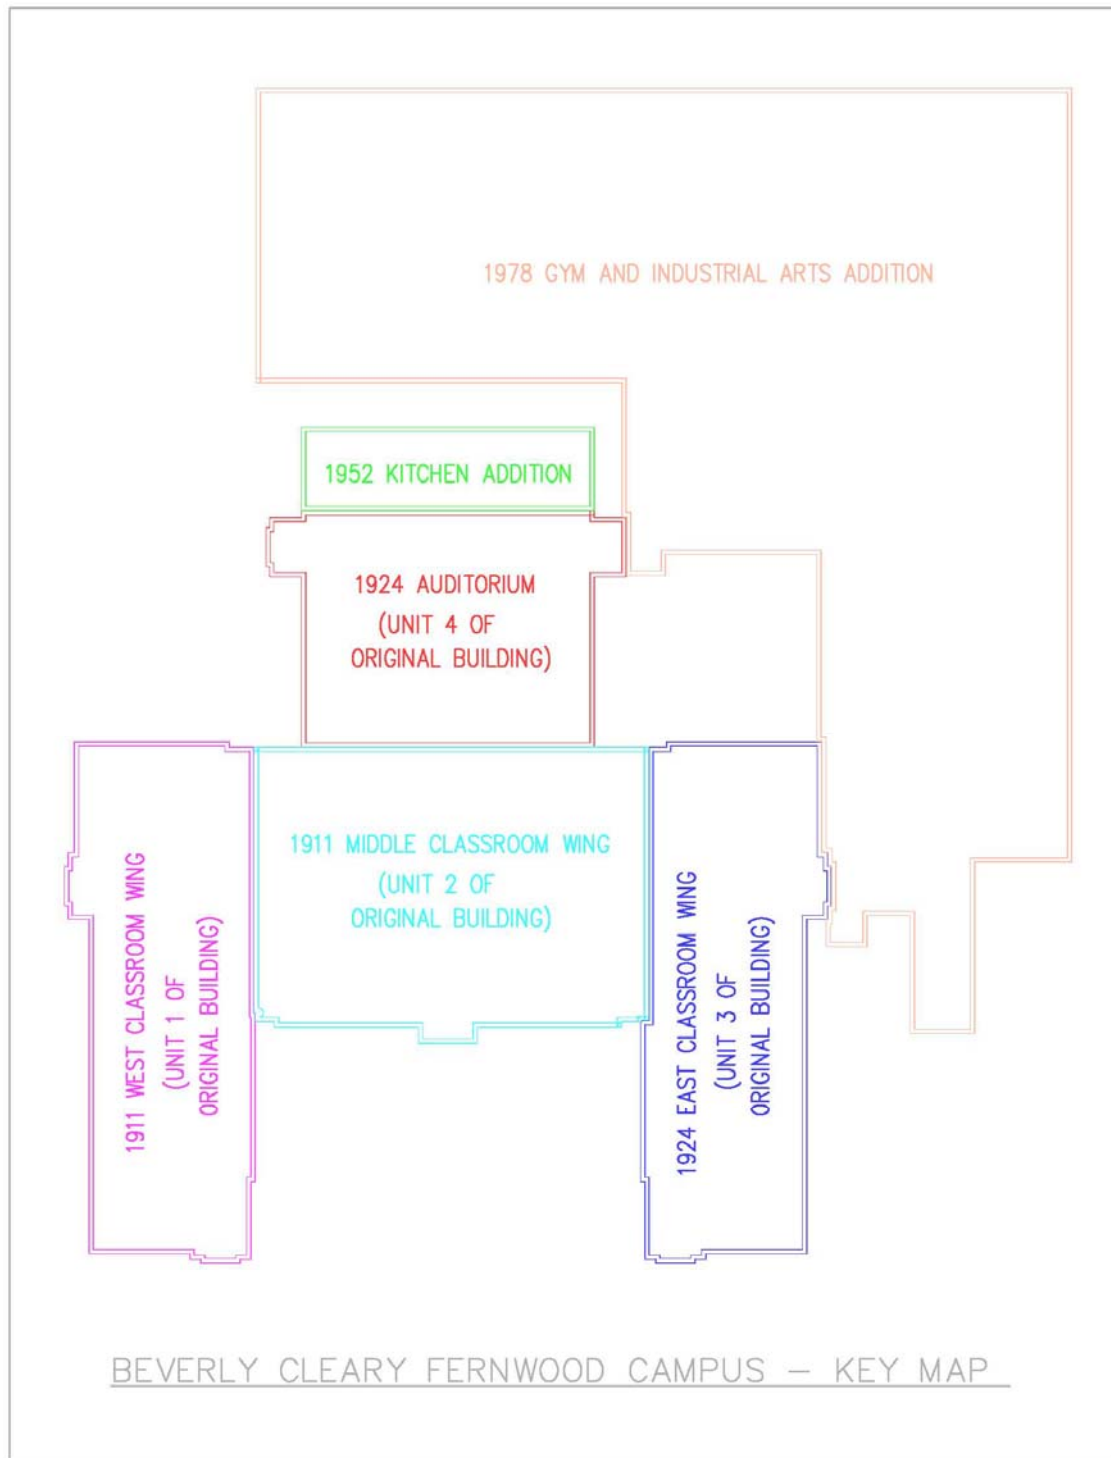 1978 GYM AND INDUSTRIAL ARTS ADDITION
1952 KITCHEN ADDITION
1924 AUDITORIUM
(UNIT 4 OF
ORIGINAL BUILDING)
1911 WEST CLASSROOM WING
(UNIT 1 OF
ORIGINAL BUILDING)
1911 MIDDLE CLASSROOM WING
(UNIT 2 OF
ORIGINAL BUILDING)
1924 EAST CLASSROOM WING
(UNIT 3 OF
ORIGINAL BUILDING)
BEVERLY CLEARY FERNWOOD CAMPUS – KEY MAP